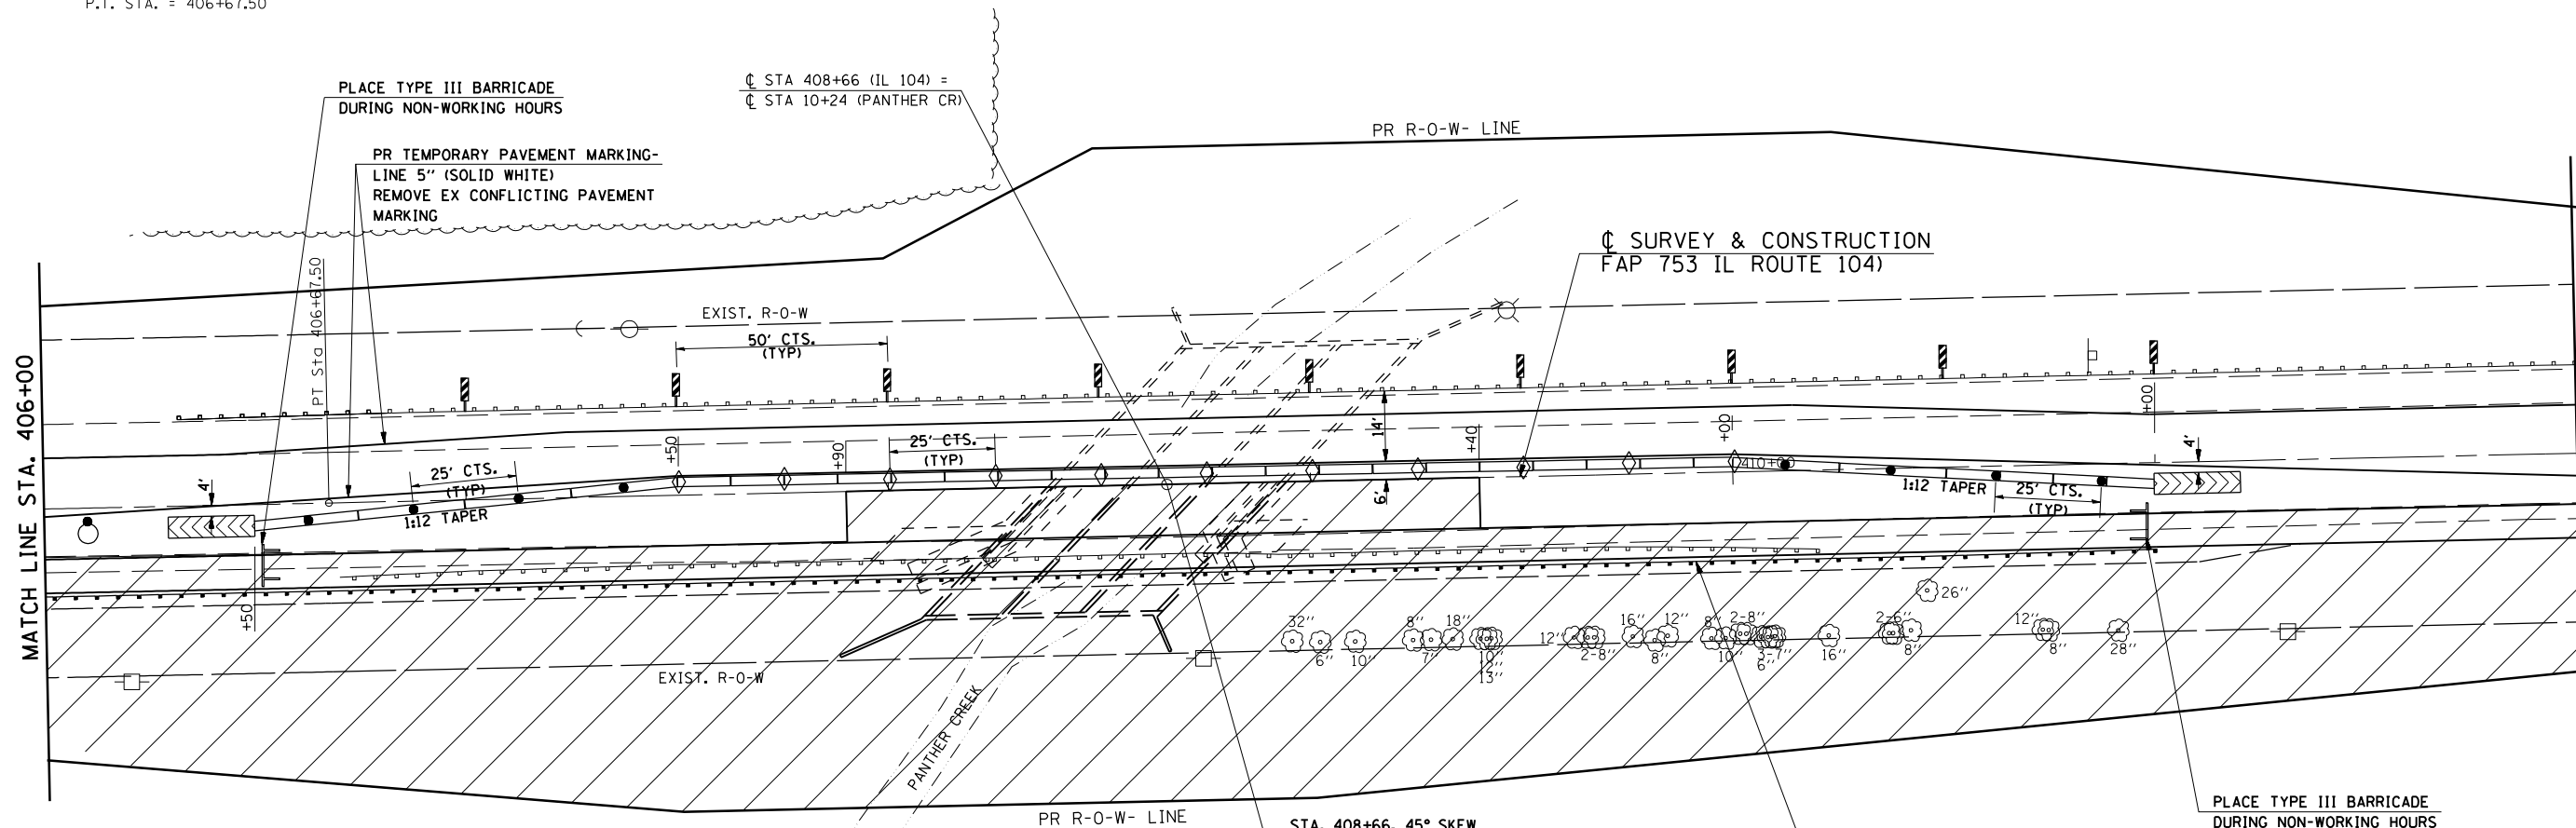 P.T. STA. = 406+67.50
PLACE TYPE III BARRICADE
DURING NON-WORKING HOURS
℄ STA 408+66 (IL 104) =
℄ STA 10+24 (PANTHER CR)
PR TEMPORARY PAVEMENT MARKING-
LINE 5'' (SOLID WHITE)
REMOVE EX CONFLICTING PAVEMENT
MARKING
PR R-O-W- LINE
℄ SURVEY & CONSTRUCTION
FAP 753 IL ROUTE 104)
PT Sta 406+67.50
EXIST. R-O-W
50' CTS.
(TYP)
MATCH LINE STA. 406+00
+50
+90
25' CTS.
(TYP)
14'
+40
+00
+00
4'
25' CTS.
(TYP)
4'
1:12 TAPER
410+00
6'
1:12 TAPER
25' CTS.
(TYP)
+50
26''
32''
6''
10''
8''
7''
18''
10''
12''
13''
12''
2-8''
16''
8''
12''
8''
10''
2-8''
3-7''
6''
16''
2-6''
8''
12''
8''
28''
EXIST. R-O-W
PANTHER CREEK
PR R-O-W- LINE
STA. 408+66, 45° SKEW
PLACE TYPE III BARRICADE
DURING NON-WORKING HOURS